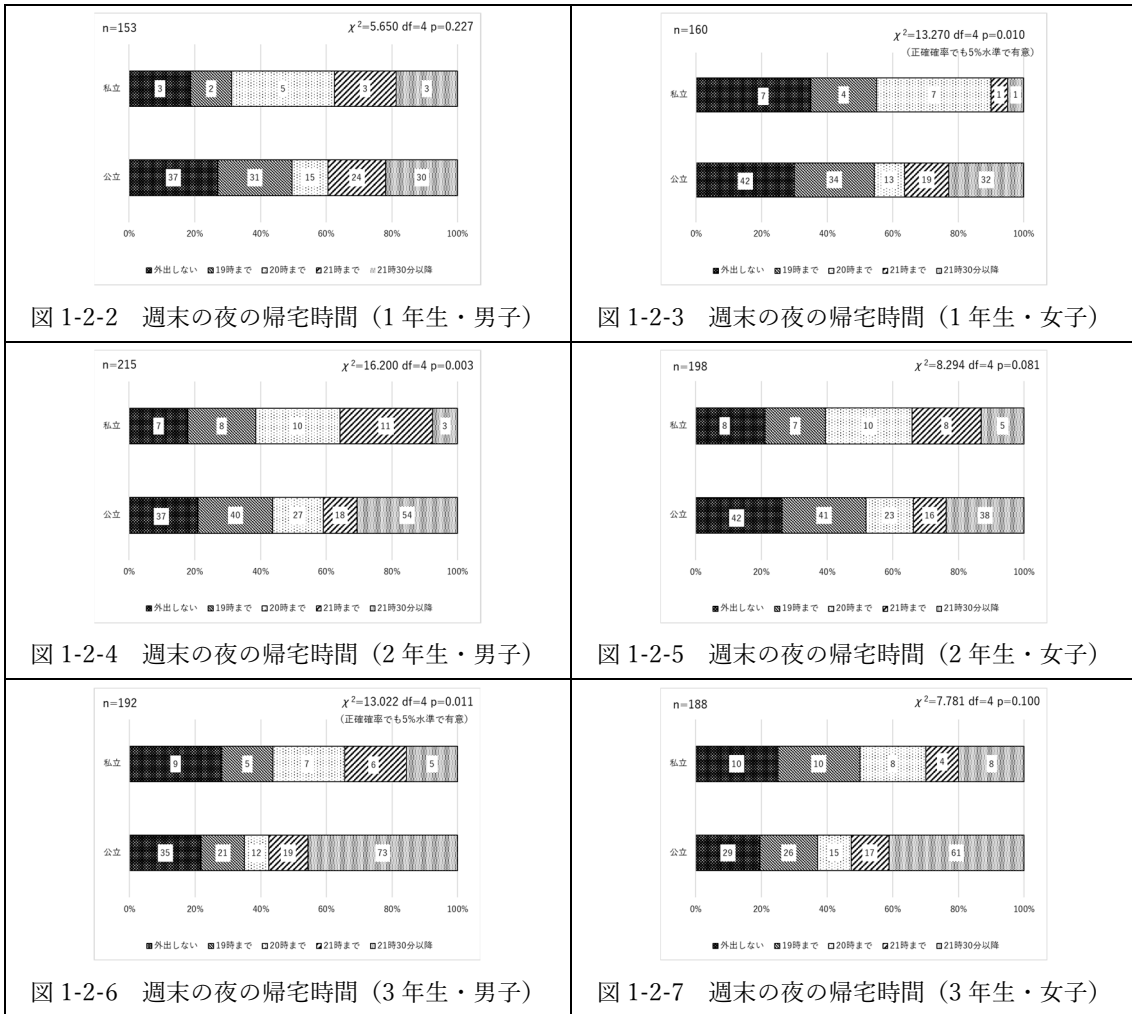 n=153
χ²=5.650 df=4 p=0.227
私立 3 2 5 3 3
公立 37 31 15 24 30
0% 20% 40% 60% 80% 100%
■外出しない ■19時まで □20時まで ■21時まで ■21時30分以降
図 1-2-2 週末の夜の帰宅時間（1 年生・男子）
n=160
χ²=13.270 df=4 p=0.010
（正確確率でも5%水準で有意）
私立 7 4 7 1 1
公立 42 34 13 19 32
0% 20% 40% 60% 80% 100%
■外出しない ■19時まで □20時まで ■21時まで ■21時30分以降
図 1-2-3 週末の夜の帰宅時間（1 年生・女子）
n=215
χ²=16.200 df=4 p=0.003
私立 7 8 10 11 3
公立 37 40 27 18 54
0% 20% 40% 60% 80% 100%
■外出しない ■19時まで □20時まで ■21時まで ■21時30分以降
図 1-2-4 週末の夜の帰宅時間（2 年生・男子）
n=198
χ²=8.294 df=4 p=0.081
私立 8 7 10 8 5
公立 42 41 23 16 38
0% 20% 40% 60% 80% 100%
■外出しない ■19時まで □20時まで ■21時まで ■21時30分以降
図 1-2-5 週末の夜の帰宅時間（2 年生・女子）
n=192
χ²=13.022 df=4 p=0.011
（正確確率でも5%水準で有意）
私立 9 5 7 6 5
公立 35 21 12 19 73
0% 20% 40% 60% 80% 100%
■外出しない ■19時まで □20時まで ■21時まで ■21時30分以降
図 1-2-6 週末の夜の帰宅時間（3 年生・男子）
n=188
χ²=7.781 df=4 p=0.100
私立 10 10 8 4 8
公立 29 26 15 17 61
0% 20% 40% 60% 80% 100%
■外出しない ■19時まで □20時まで ■21時まで ■21時30分以降
図 1-2-7 週末の夜の帰宅時間（3 年生・女子）